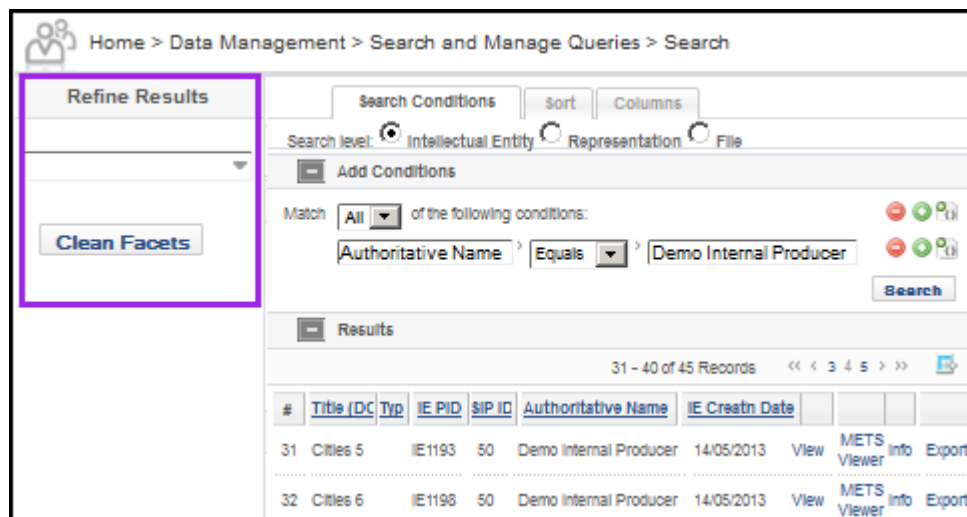 Home > Data Management > Search and Manage Queries > Search
Refine Results
Clean Facets
Search Conditions Sort Columns
Search level: Intellectual Entity Representation File
Add Conditions
Match All of the following conditions:
Authoritative Name > Equals > Demo Internal Producer
Search
Results
31 - 40 of 45 Records << < 3 4 5 > >>
# Title (DC Typ IE PID SIP ID Authoritative Name IE Creatn Date
31 Cities 5 IE1193 50 Demo Internal Producer 14/05/2013 View METS Viewer Info Export
32 Cities 6 IE1198 50 Demo Internal Producer 14/05/2013 View METS Viewer Info Export